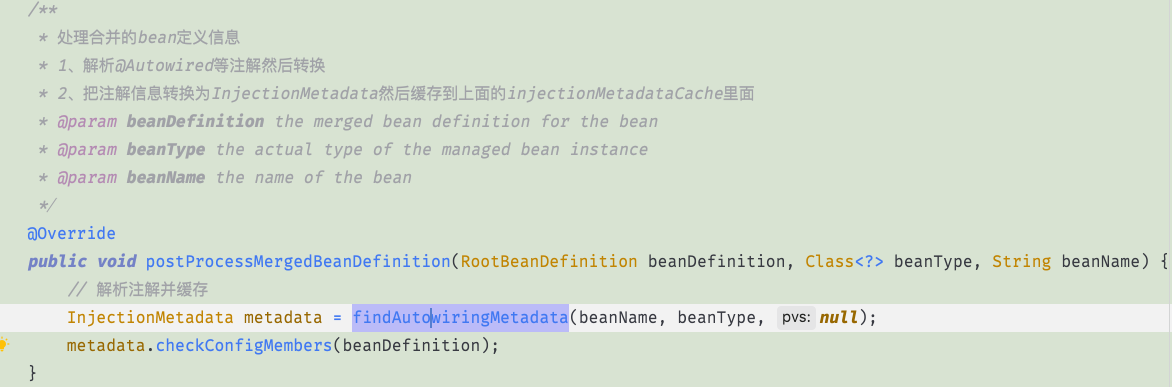 /**
 * 处理合并的bean定义信息
 * 1、解析@Autowired等注解然后转换
 * 2、把注解信息转换为InjectionMetadata然后缓存到上面的injectionMetadataCache里面
 * @param beanDefinition the merged bean definition for the bean
 * @param beanType the actual type of the managed bean instance
 * @param beanName the name of the bean
 */
@Override
public void postProcessMergedBeanDefinition(RootBeanDefinition beanDefinition, Class<?> beanType, String beanName) {
    // 解析注解并缓存
    InjectionMetadata metadata = findAutowiringMetadata(beanName, beanType, pvs: null);
    metadata.checkConfigMembers(beanDefinition);
}